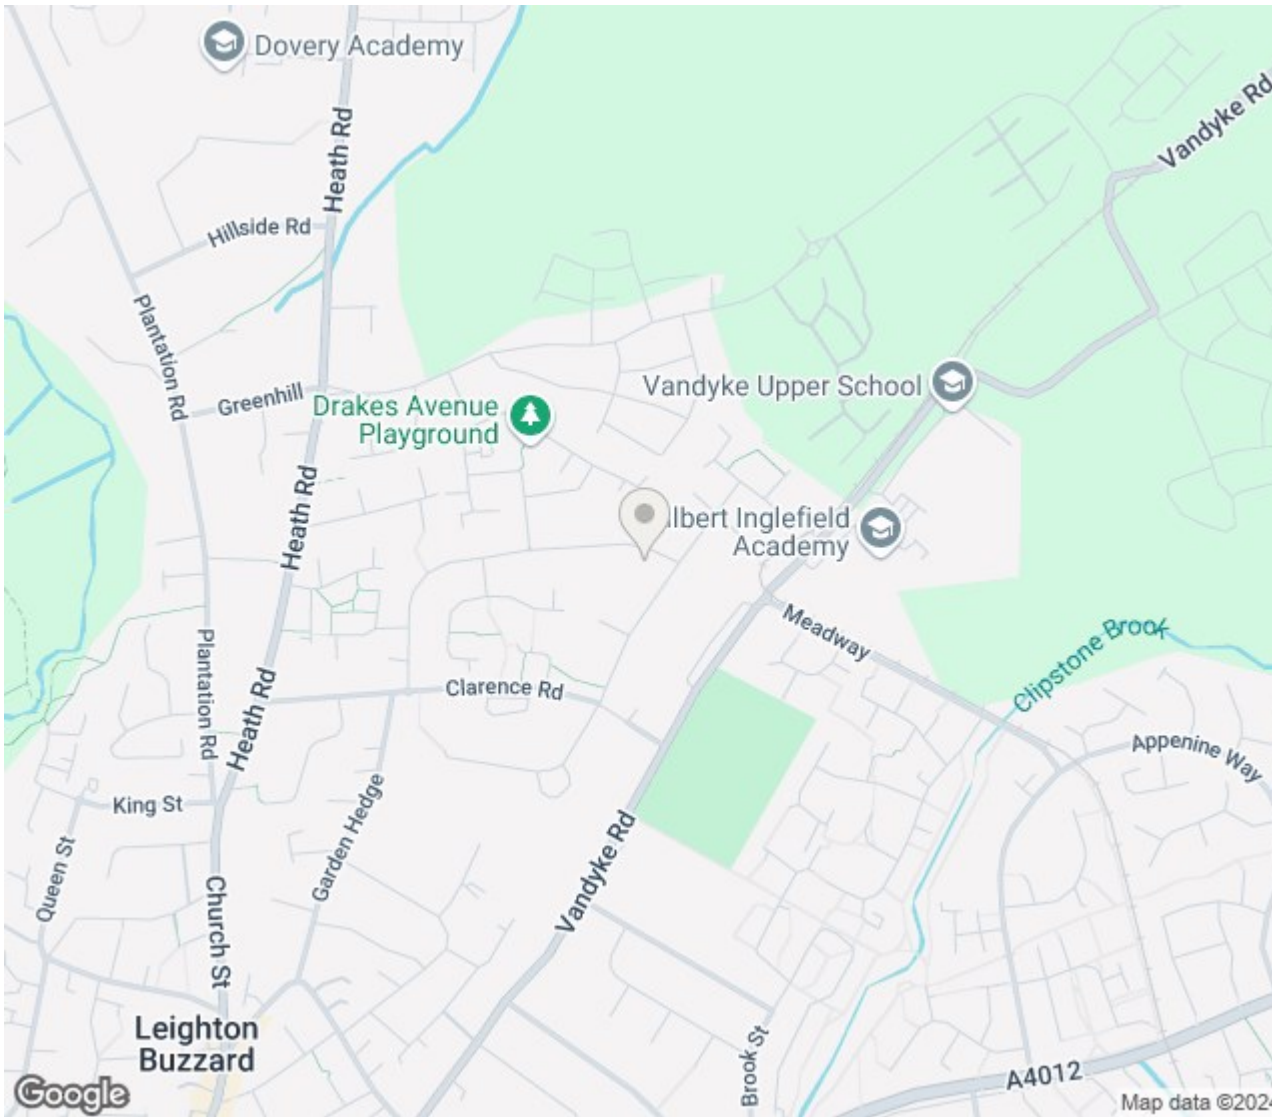 Dovery Academy
Heath Rd
Vandyke Rd
Hillside Rd
Plantation Rd
Greenhill
Drakes Avenue
Playground
Vandyke Upper School
Heath Rd
lbert Inglefield
Academy
Meadway
Clipstone Brook
Plantation Rd
Heath Rd
Clarence Rd
Appenine Way
King St
Garden Hedge
Queen St
Church St
Vandyke Rd
Leighton
Buzzard
Brook St
A4012
Google
Map data ©2024